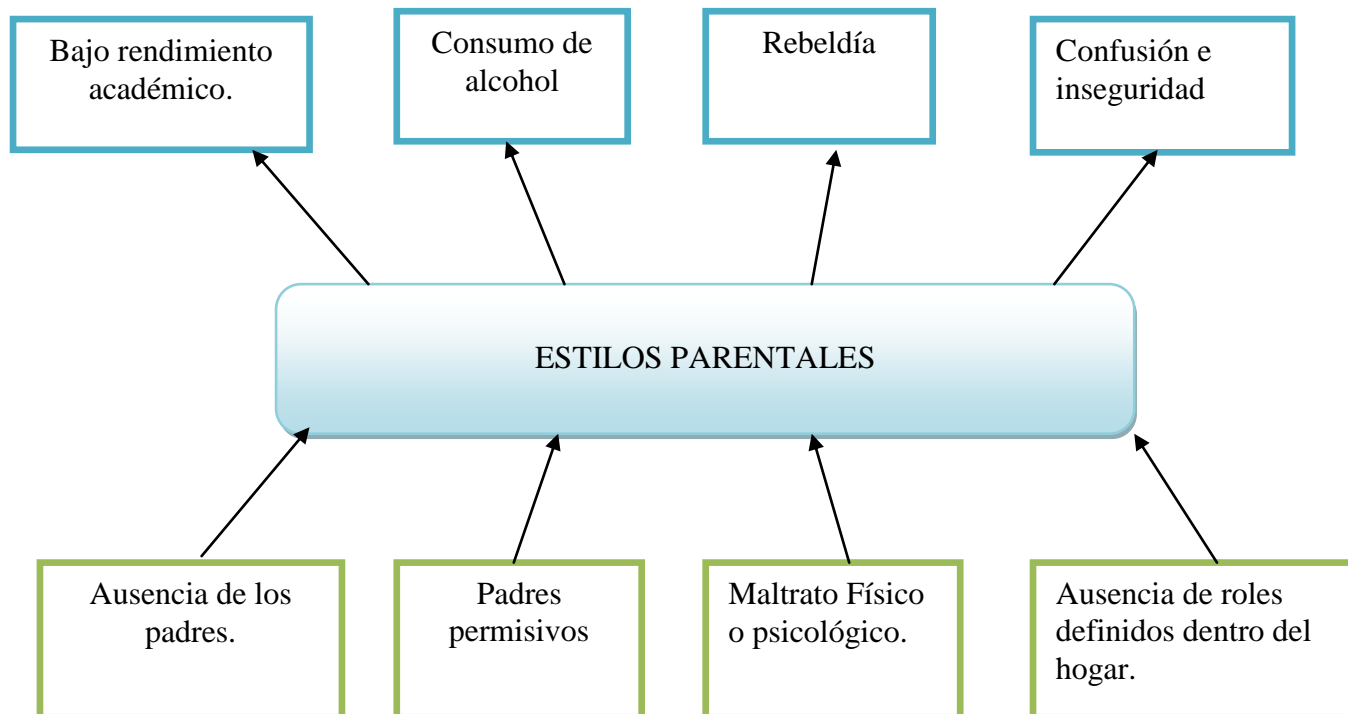 Bajo rendimiento
académico.
Consumo de
alcohol
Rebeldía
Confusión e
inseguridad
ESTILOS PARENTALES
Ausencia de los
padres.
Padres
permisivos
Maltrato Físico
o psicológico.
Ausencia de roles
definidos dentro del
hogar.